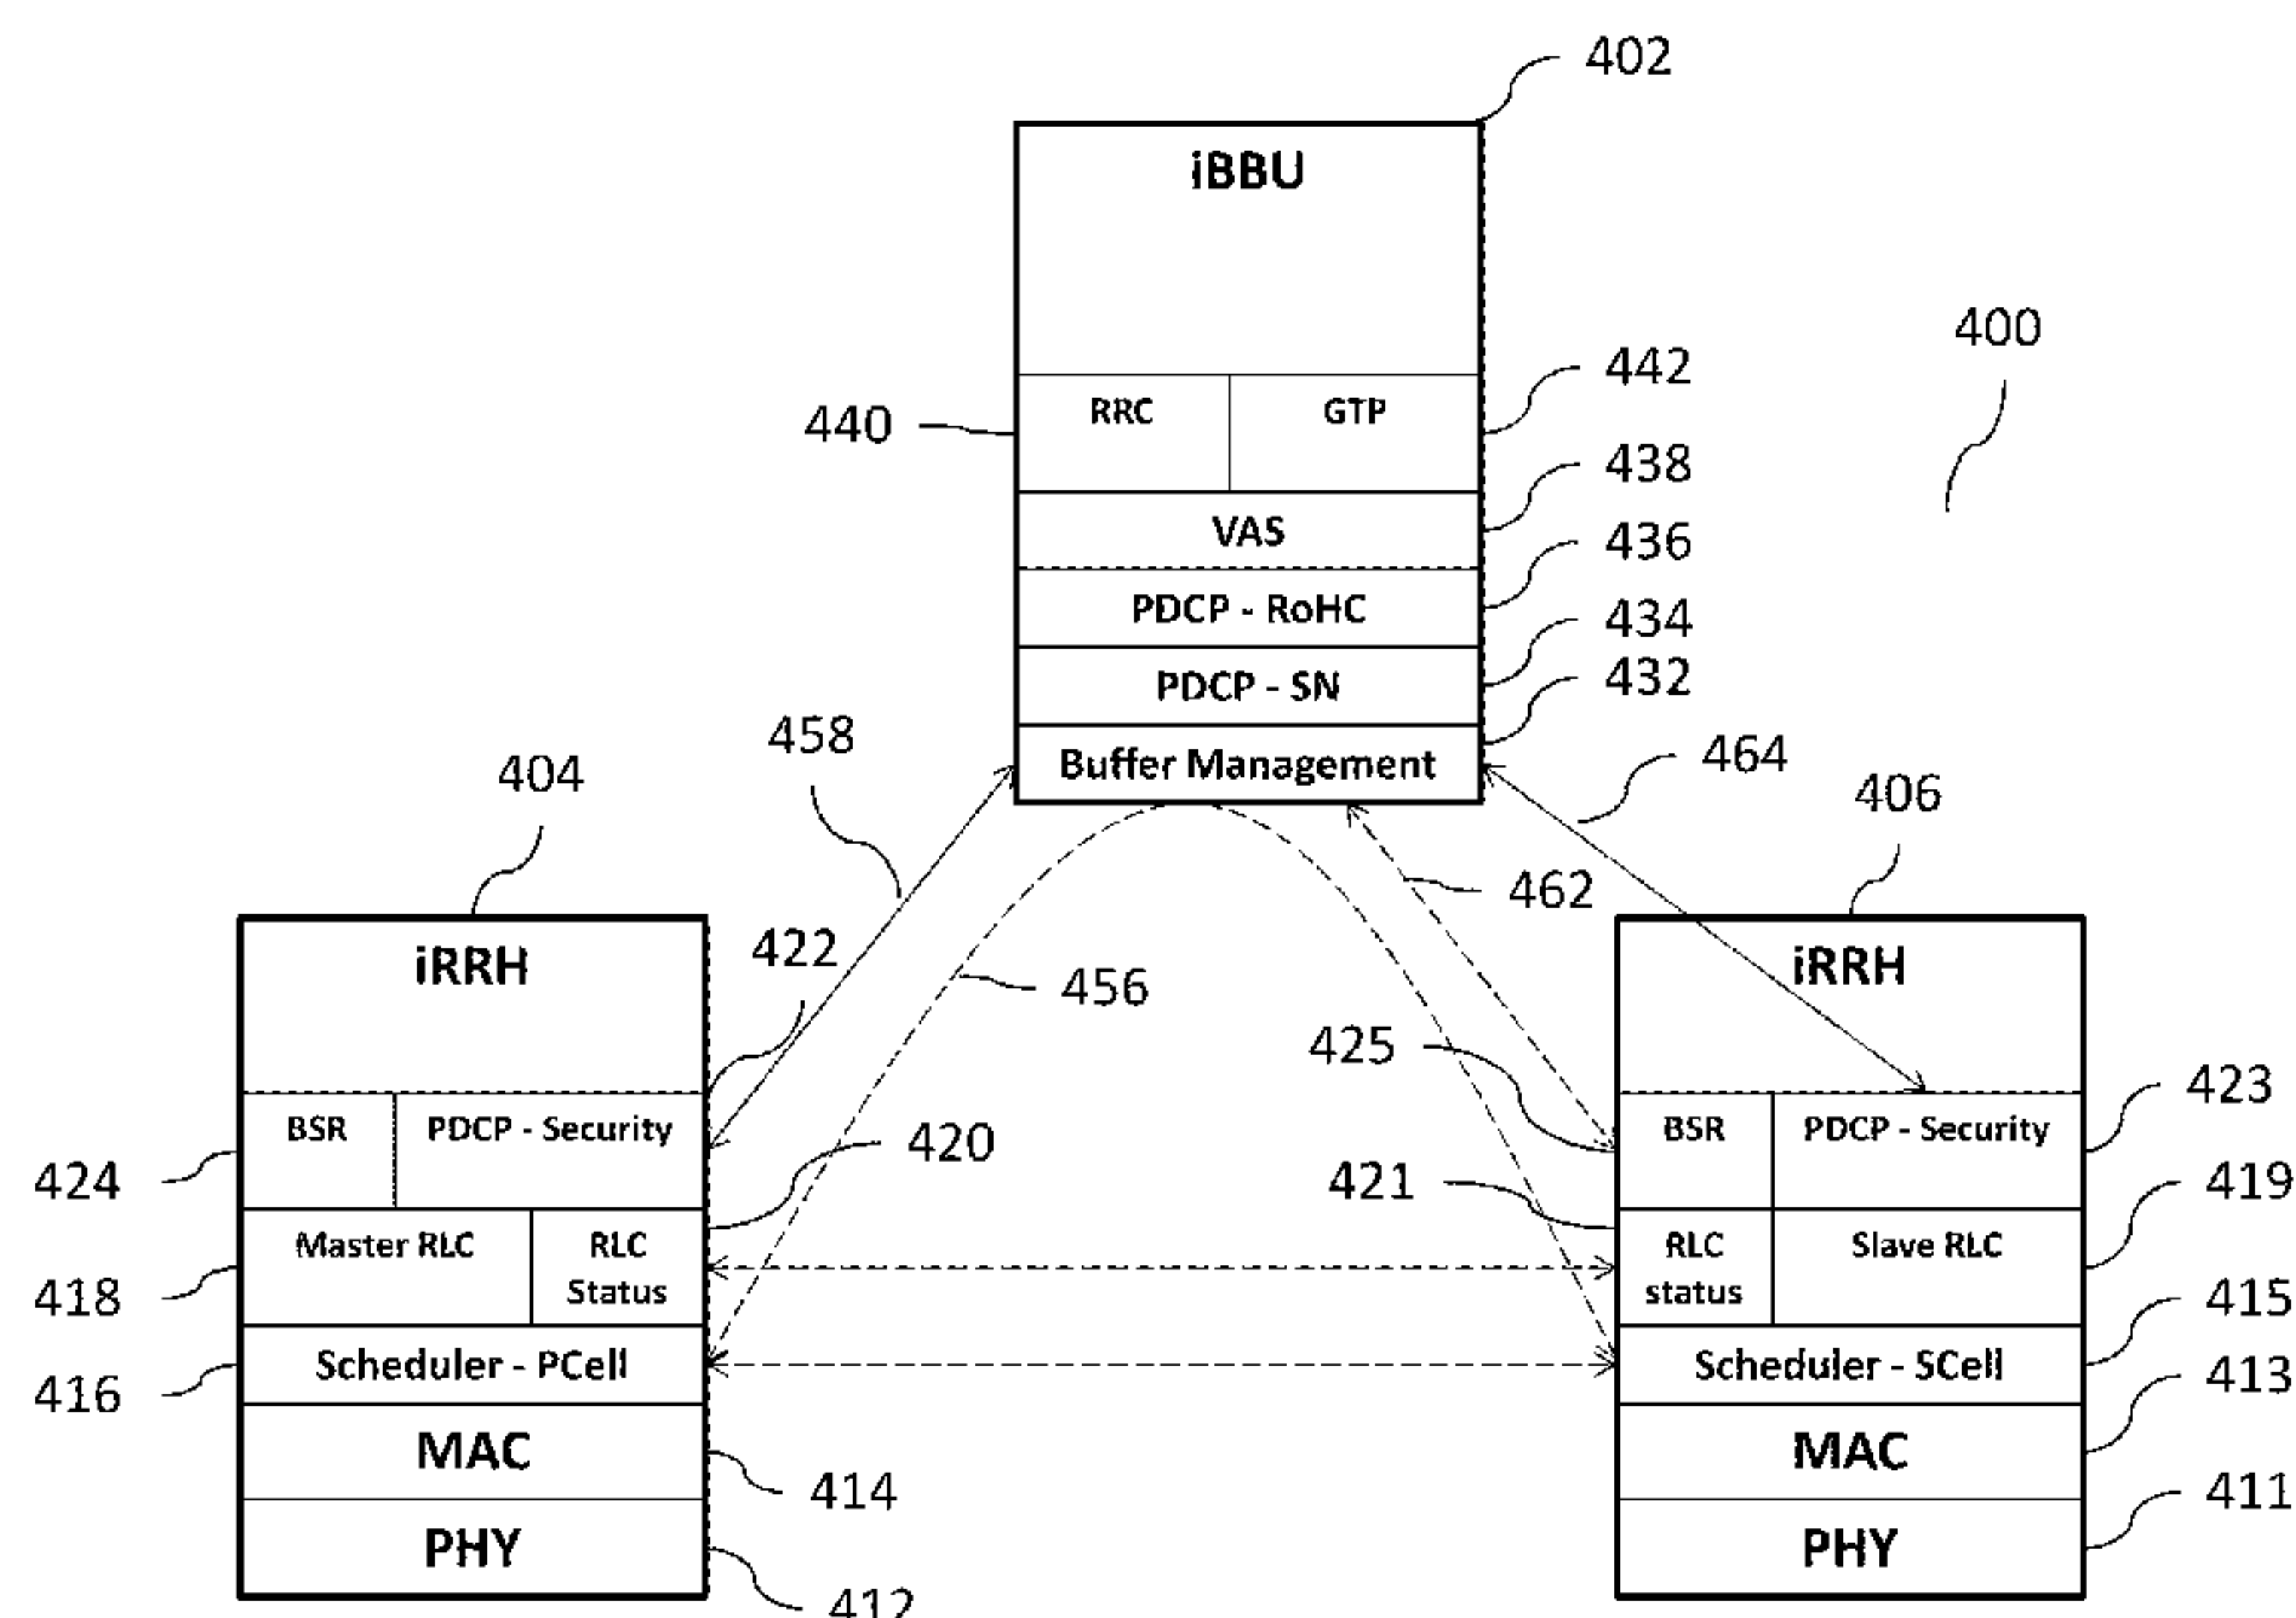 402
iBBU
400
442
440
RRC
GTP
438
VAS
436
PDCP - RoHC
434
PDCP - SN
432
458
Buffer Management
464
404
406
462
iRRH
422
456
iRRH
425
BSR
PDCP - Security
420
BSR
PDCP - Security
423
424
421
419
Master RLC
RLC
Status
RLC
status
Slave RLC
418
415
Scheduler - PCell
Scheduler - SCell
416
413
MAC
MAC
414
411
PHY
PHY
412